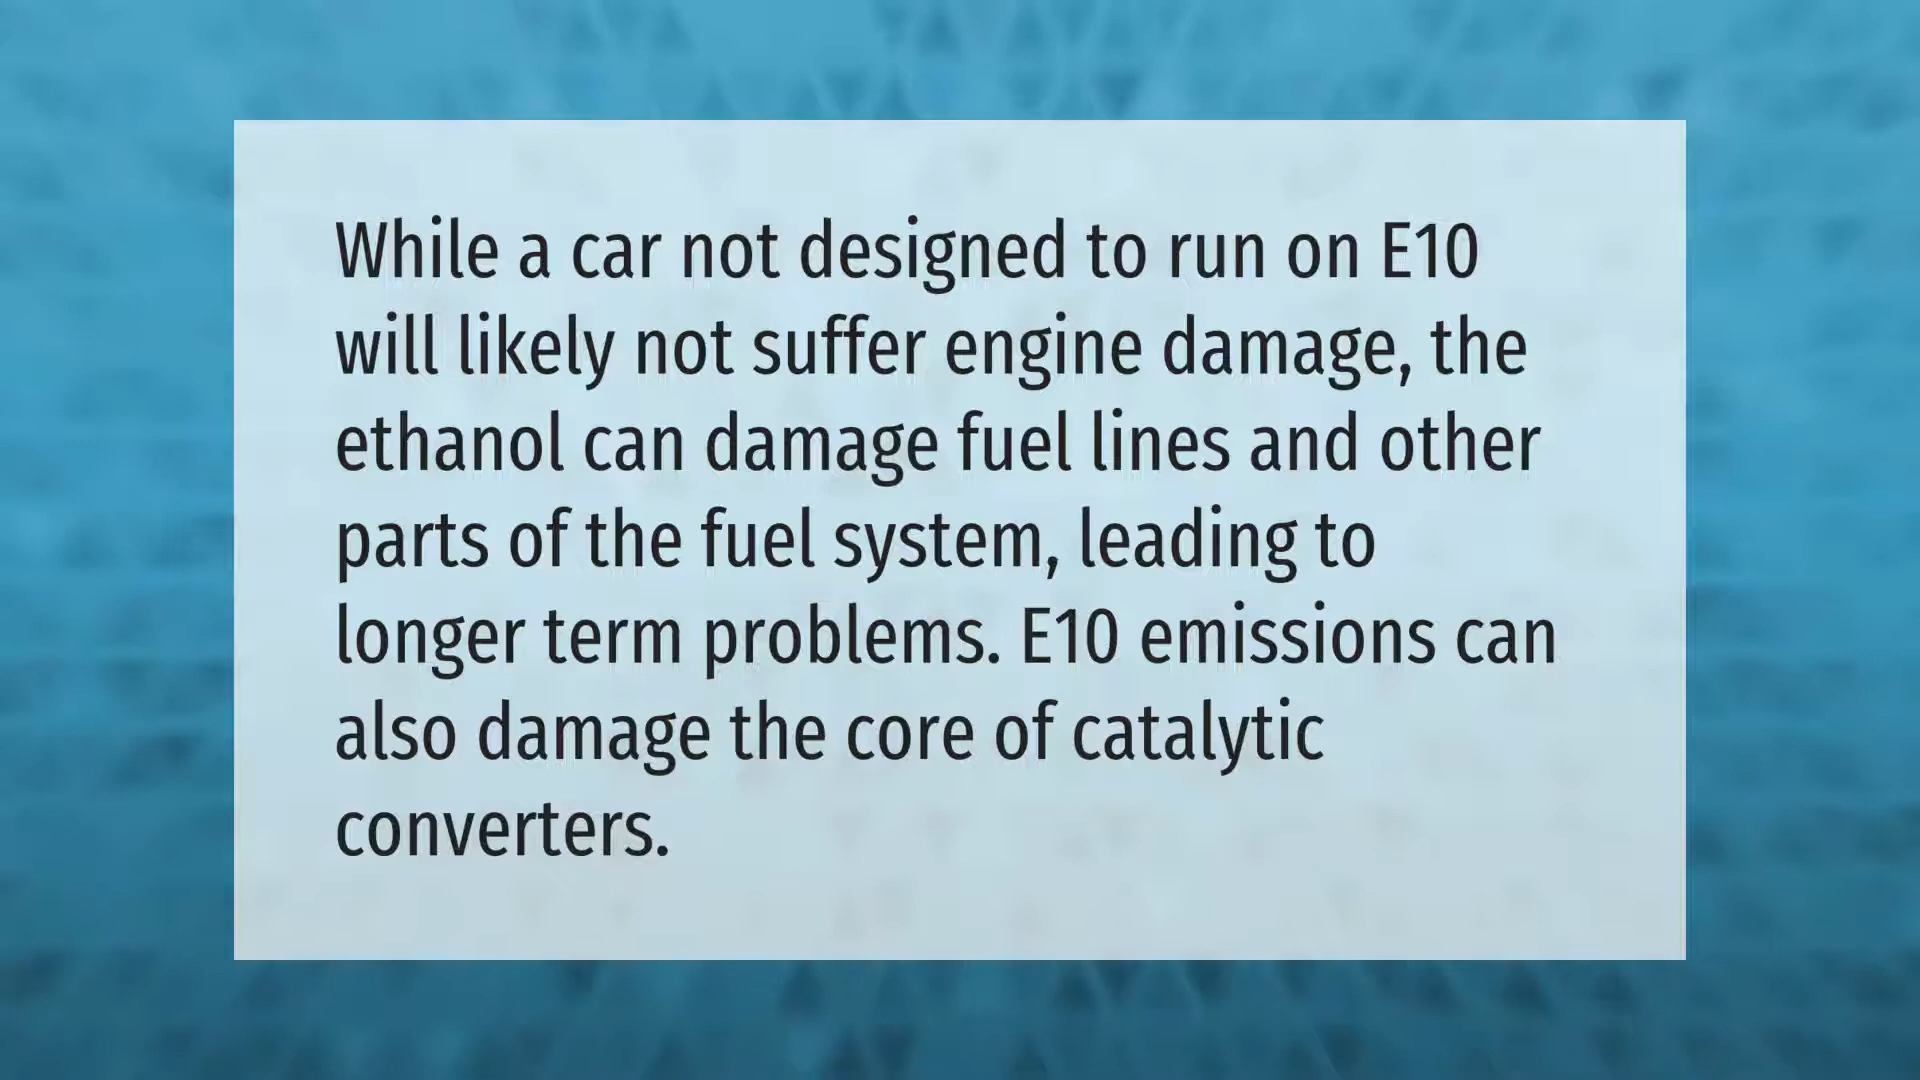 While a car not designed to run on E10
will likely not suffer engine damage, the
ethanol can damage fuel lines and other
parts of the fuel system, leading to
longer term problems. E10 emissions can
also damage the core of catalytic
converters.